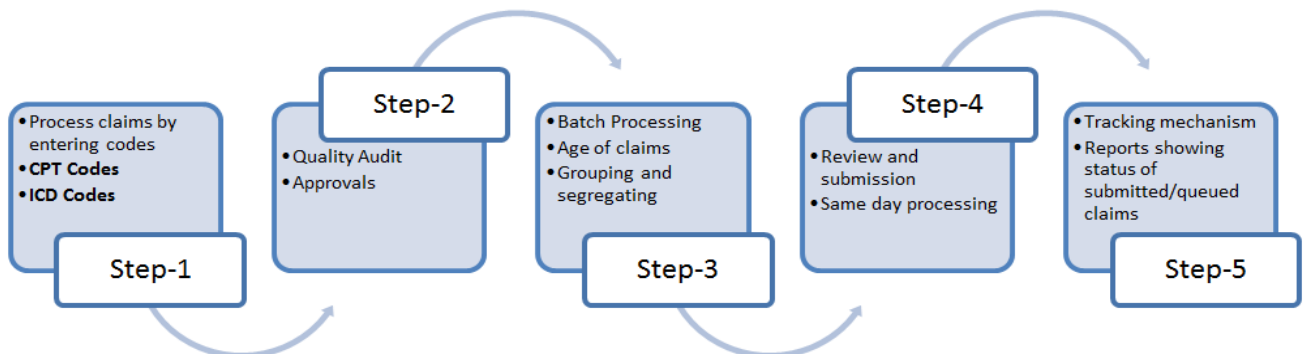 • Process claims by
entering codes
• CPT Codes
• ICD Codes
Step-1
Step-2
• Quality Audit
• Approvals
• Batch Processing
• Age of claims
• Grouping and
segregating
Step-3
Step-4
• Review and
submission
• Same day processing
• Tracking mechanism
• Reports showing
status of
submitted/queued
claims
Step-5